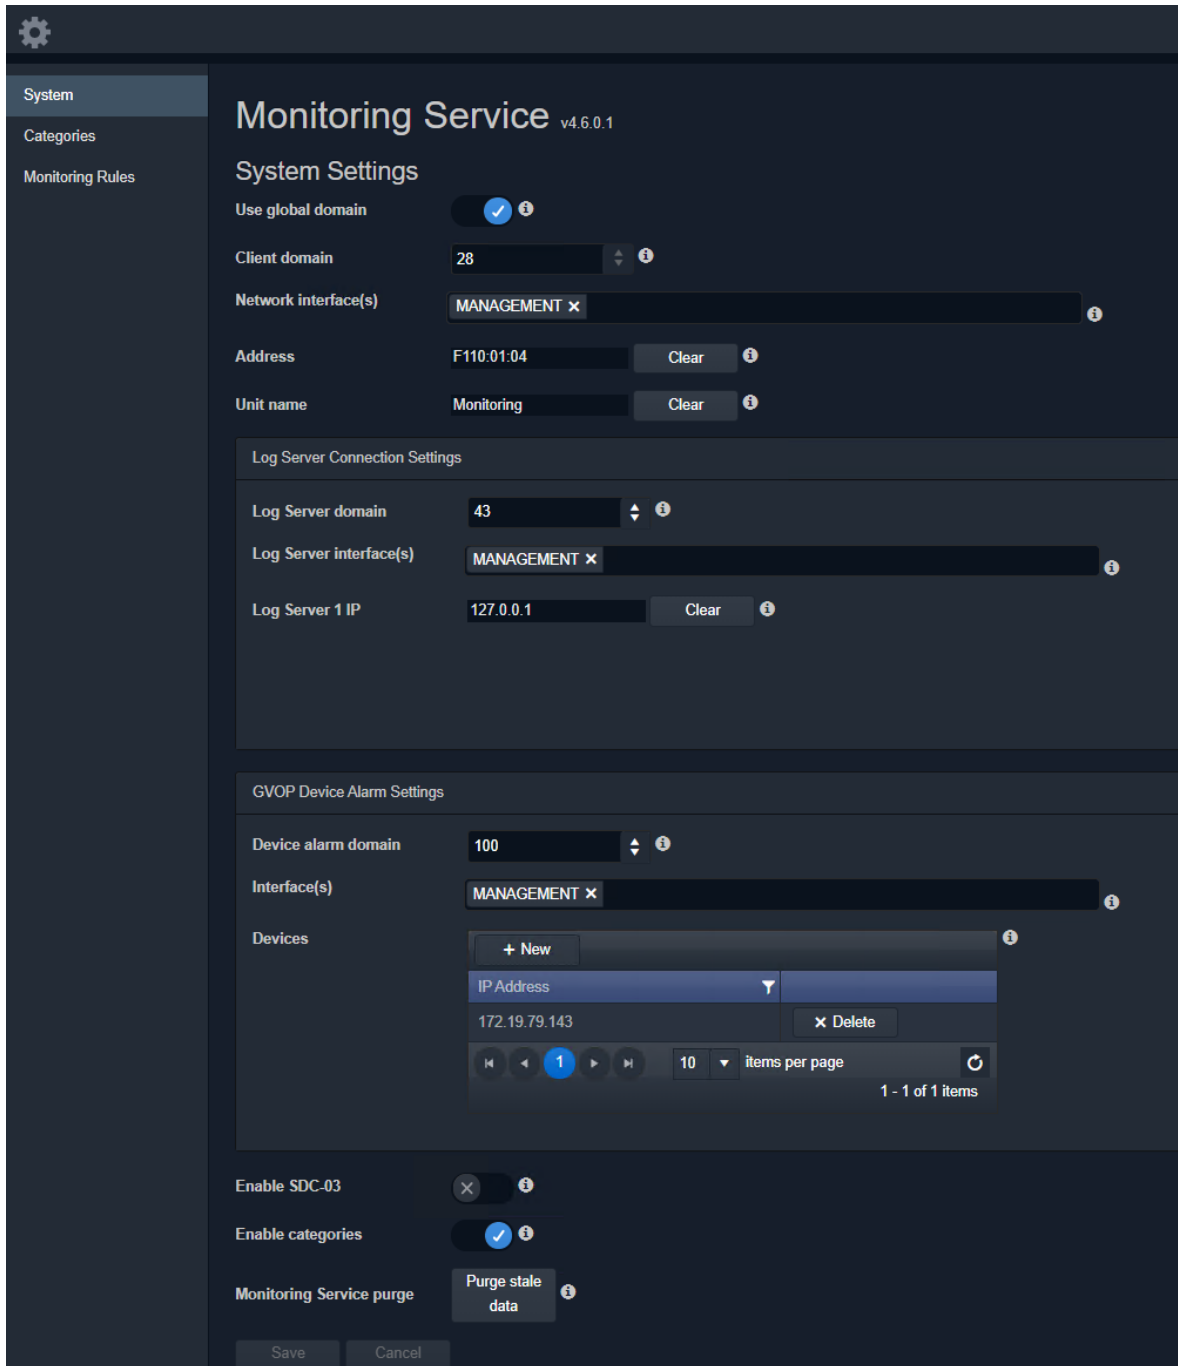 System
Categories
Monitoring Rules
Monitoring Service v4.6.0.1
System Settings
Use global domain
Client domain 28
Network interface(s) MANAGEMENT
Address F110:01:04 Clear
Unit name Monitoring Clear
Log Server Connection Settings
Log Server domain 43
Log Server interface(s) MANAGEMENT
Log Server 1 IP 127.0.0.1 Clear
GVOP Device Alarm Settings
Device alarm domain 100
Interface(s) MANAGEMENT
Devices
+ New
IP Address
172.19.79.143 Delete
1 10 items per page
1 - 1 of 1 items
Enable SDC-03
Enable categories
Monitoring Service purge Purge stale
data
Save Cancel